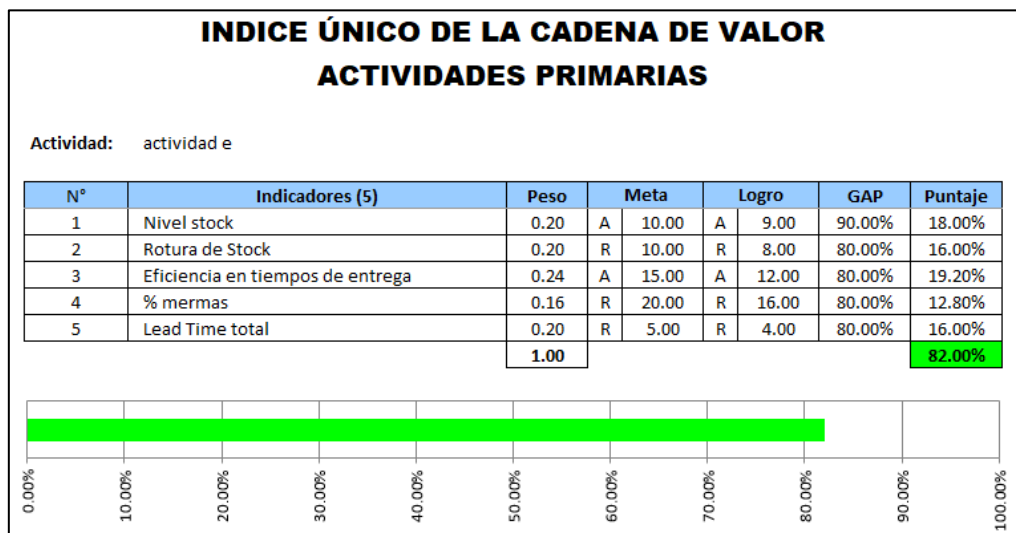 INDICE ÚNICO DE LA CADENA DE VALOR
ACTIVIDADES PRIMARIAS
Actividad: actividad e
N° Indicadores (5) Peso Meta Logro GAP Puntaje
1 Nivel stock 0.20 A 10.00 A 9.00 90.00% 18.00%
2 Rotura de Stock 0.20 R 10.00 R 8.00 80.00% 16.00%
3 Eficiencia en tiempos de entrega 0.24 A 15.00 A 12.00 80.00% 19.20%
4 % mermas 0.16 R 20.00 R 16.00 80.00% 12.80%
5 Lead Time total 0.20 R 5.00 R 4.00 80.00% 16.00%
1.00 82.00%
0.00% 10.00% 20.00% 30.00% 40.00% 50.00% 60.00% 70.00% 80.00% 90.00% 100.00%